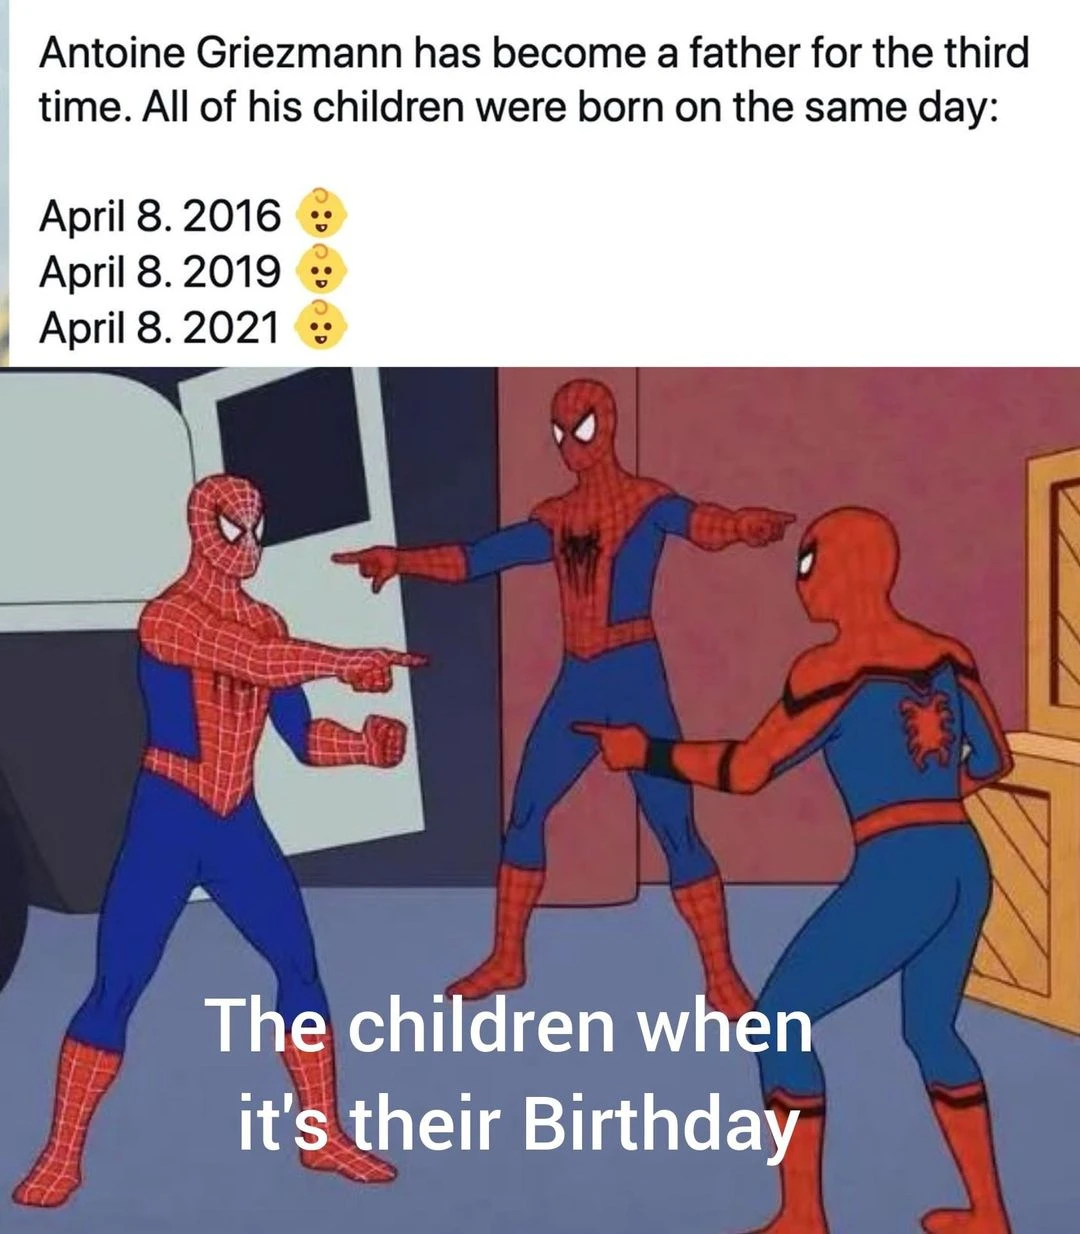 Antoine Griezmann has become a father for the third
time. All of his children were born on the same day:
April 8. 2016 👶
April 8. 2019 👶
April 8. 2021 👶
The children when
it's their Birthday